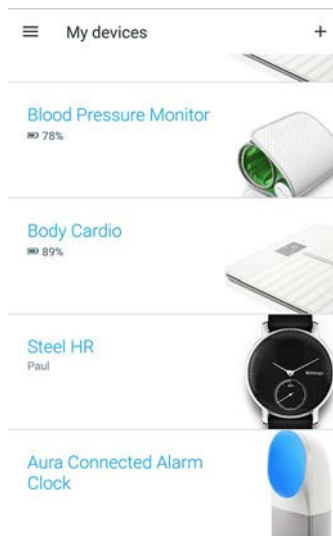 My devices
Blood Pressure Monitor
78%
Body Cardio
89%
Steel HR
Paul
Aura Connected Alarm
Clock